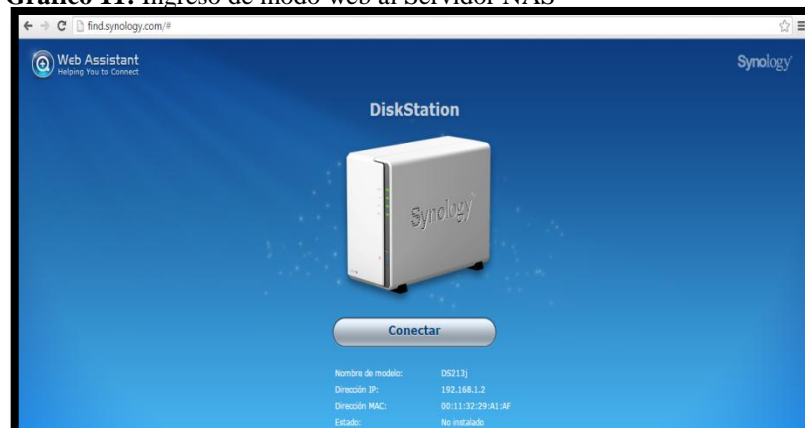 Gráfico 11: Ingreso de modo web al Servidor NAS
find.synology.com/#
Web Assistant
Helping You to Connect
Synology
DiskStation
Synology
Conectar
Nombre de modelo: DS213j
Dirección IP: 192.168.1.2
Dirección MAC: 00:11:32:29:A1:AF
Estado: No instalado